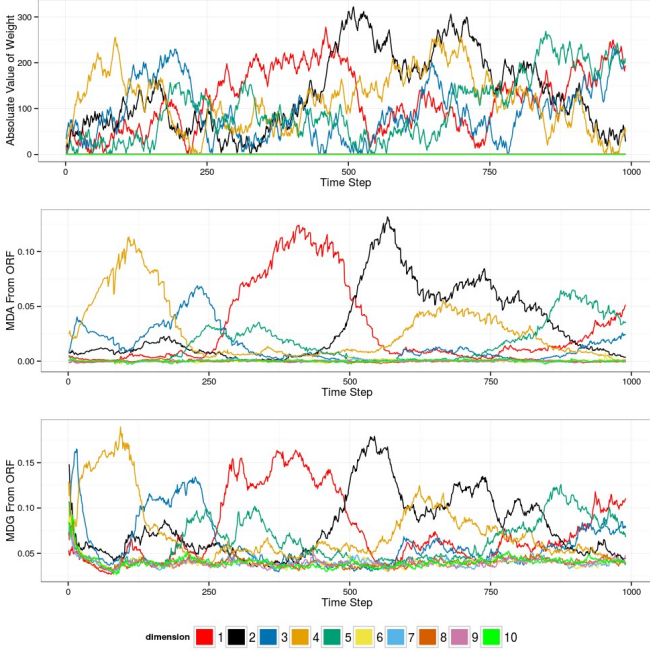 Absoluate Value of Weight
300
200
100
0
0 250 500 750 1000
Time Step
MDA From ORF
0.10
0.05
0.00
0 250 500 750 1000
Time Step
MDG From ORF
0.15
0.10
0.05
0 250 500 750 1000
Time Step
dimension 1 2 3 4 5 6 7 8 9 10